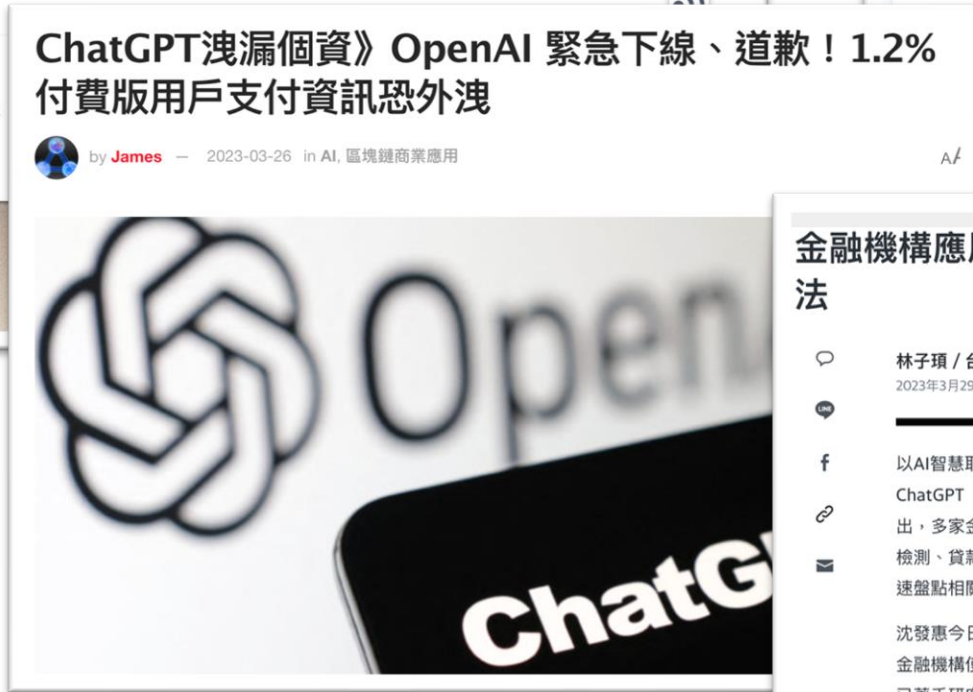 ChatGPT洩漏個資》OpenAI 緊急下線、道歉！1.2%
付費版用戶支付資訊恐外洩
by James — 2023-03-26 in AI, 區塊鏈商業應用
Open
ChatG
金融機構應
法
林子頊 /
2023年3月29
LINE
以AI智慧
ChatGPT
出，多家金
檢測、貸款
速盤點相關
沈發惠今日
金融機構使